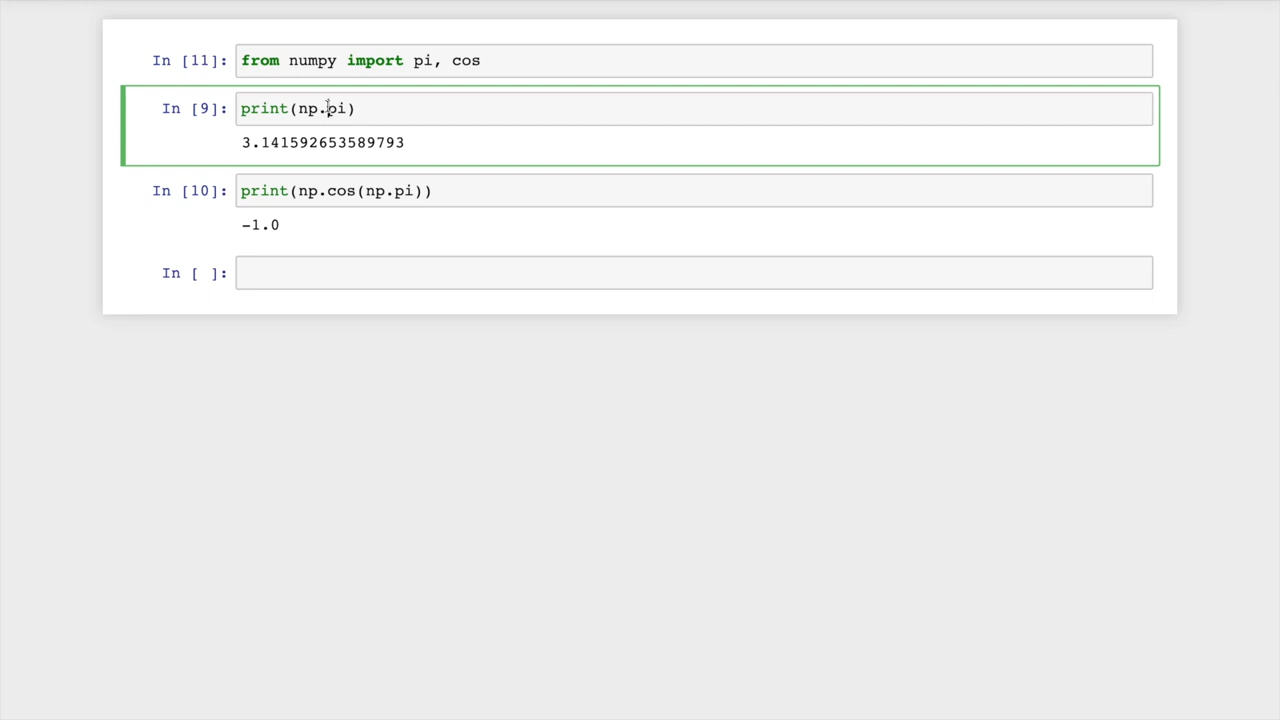 In [11]: from numpy import pi, cos
In [9]: print(np.pi)
3.141592653589793
In [10]: print(np.cos(np.pi))
-1.0
In [ ]: